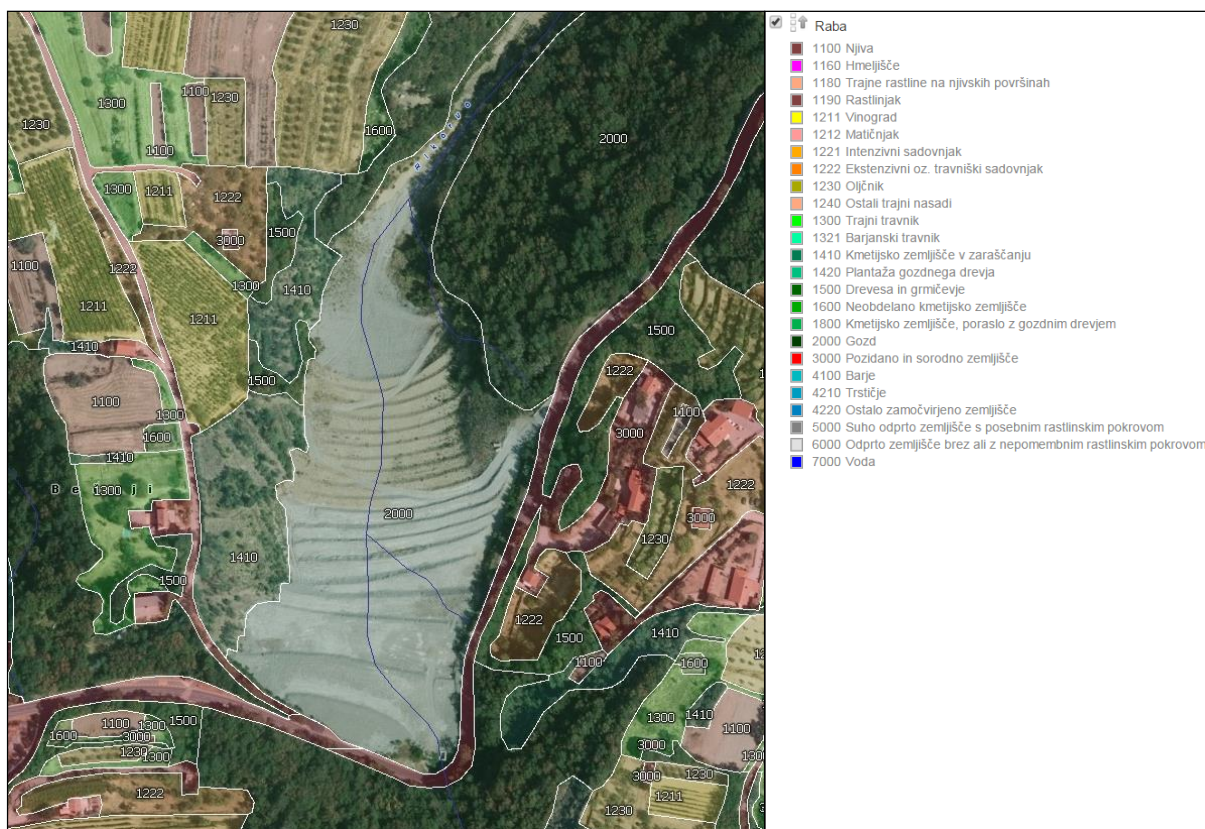 1230
1300
1100
1230
1230
1600
2000
1100
1300
1211
1222
3000
1500
1100
1222
1410
1300
1211
1211
1500
1410
1222
1500
1100
1300
1100
1600
3000
1410
1300
1222
2000
3000
1230
1410
1500
1222
1500
1410
1100
1600
1300
1410
1100
1100
1300
1500
1600
3000
1230
1300
3000
1300
1222
3000
1230
1230
1211
Raba
1100 Njiva
1160 Hmeljišče
1180 Trajne rastline na njivskih površinah
1190 Rastlinjak
1211 Vinograd
1212 Matičnjak
1221 Intenzivni sadovnjak
1222 Ekstenzivni oz. travniški sadovnjak
1230 Oljčnik
1240 Ostali trajni nasadi
1300 Trajni travnik
1321 Barjanski travnik
1410 Kmetijsko zemljišče v zaraščanju
1420 Plantaža gozdnega drevja
1500 Drevesa in grmičevje
1600 Neobdelano kmetijsko zemljišče
1800 Kmetijsko zemljišče, poraslo z gozdnim drevjem
2000 Gozd
3000 Pozidano in sorodno zemljišče
4100 Barje
4210 Trstičje
4220 Ostalo zamočvirjeno zemljišče
5000 Suho odprto zemljišče s posebnim rastlinskim pokrovom
6000 Odprto zemljišče brez ali z nepomembnim rastlinskim pokrovom
7000 Voda